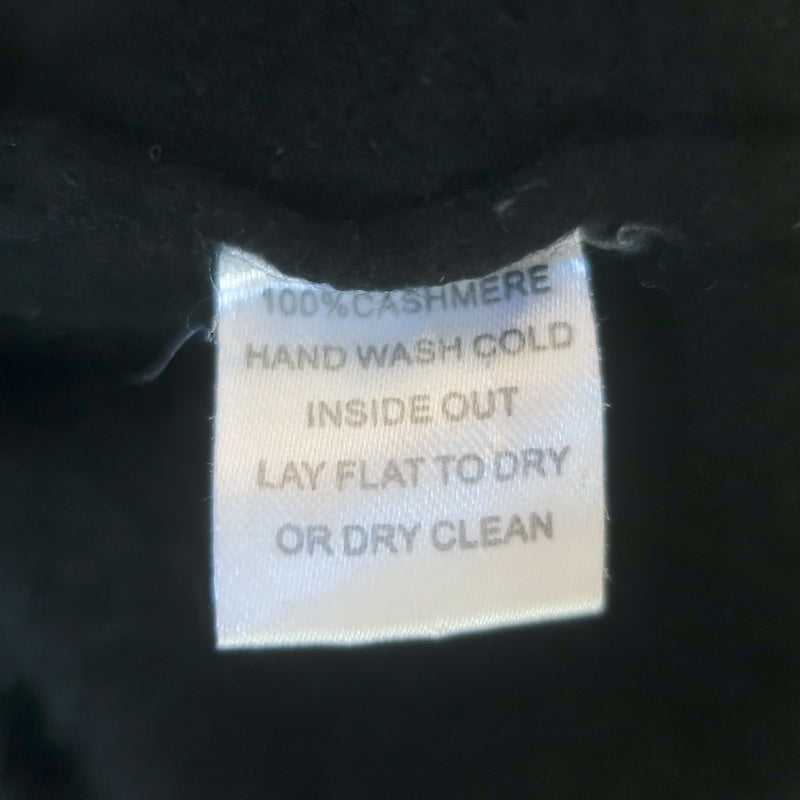 100%CASHMERE
HAND WASH COLD
INSIDE OUT
LAY FLAT TO DRY
OR DRY CLEAN